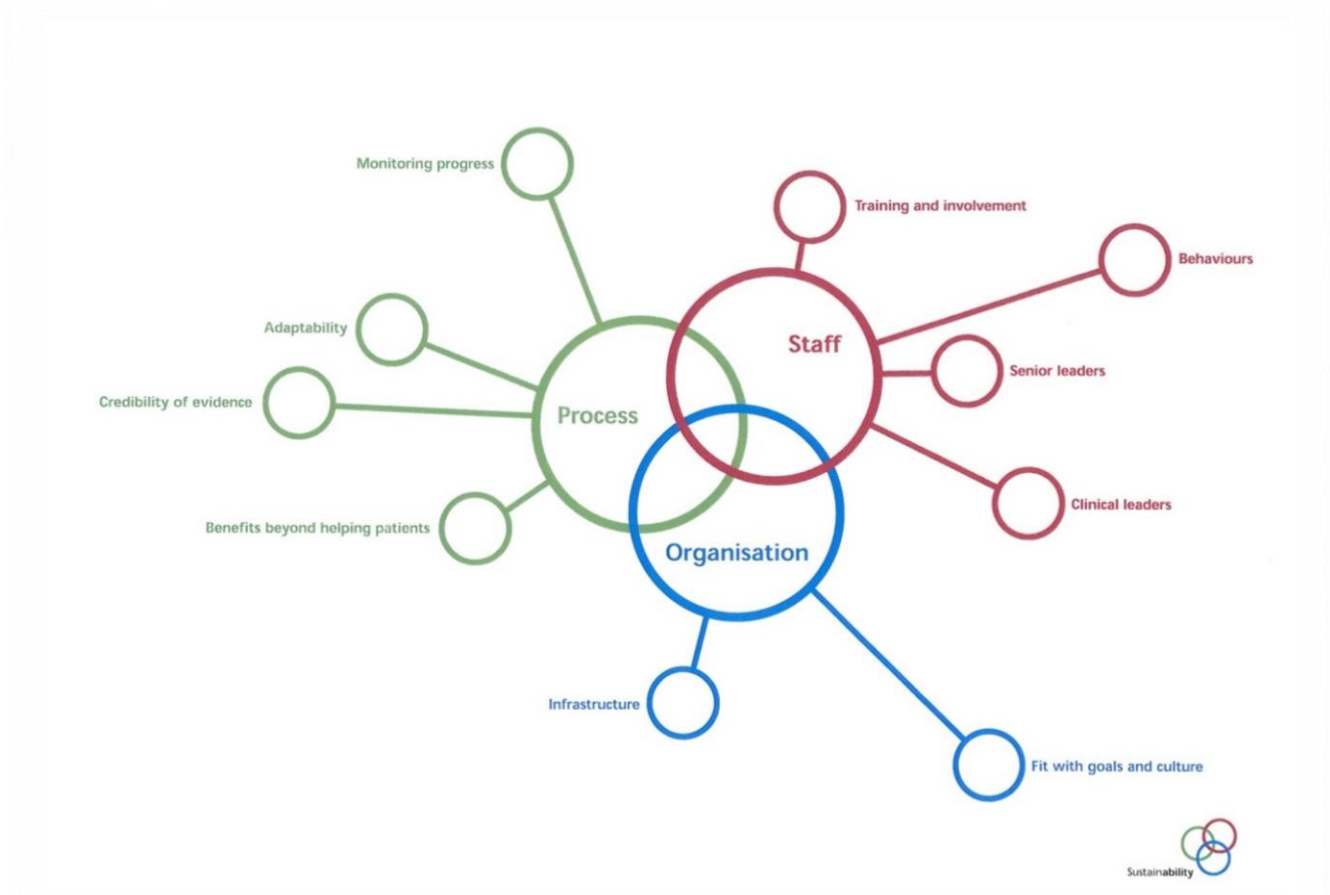 Monitoring progress
Training and involvement
Behaviours
Adaptability
Staff
Senior leaders
Credibility of evidence
Process
Clinical leaders
Benefits beyond helping patients
Organisation
Infrastructure
Fit with goals and culture
Sustainability